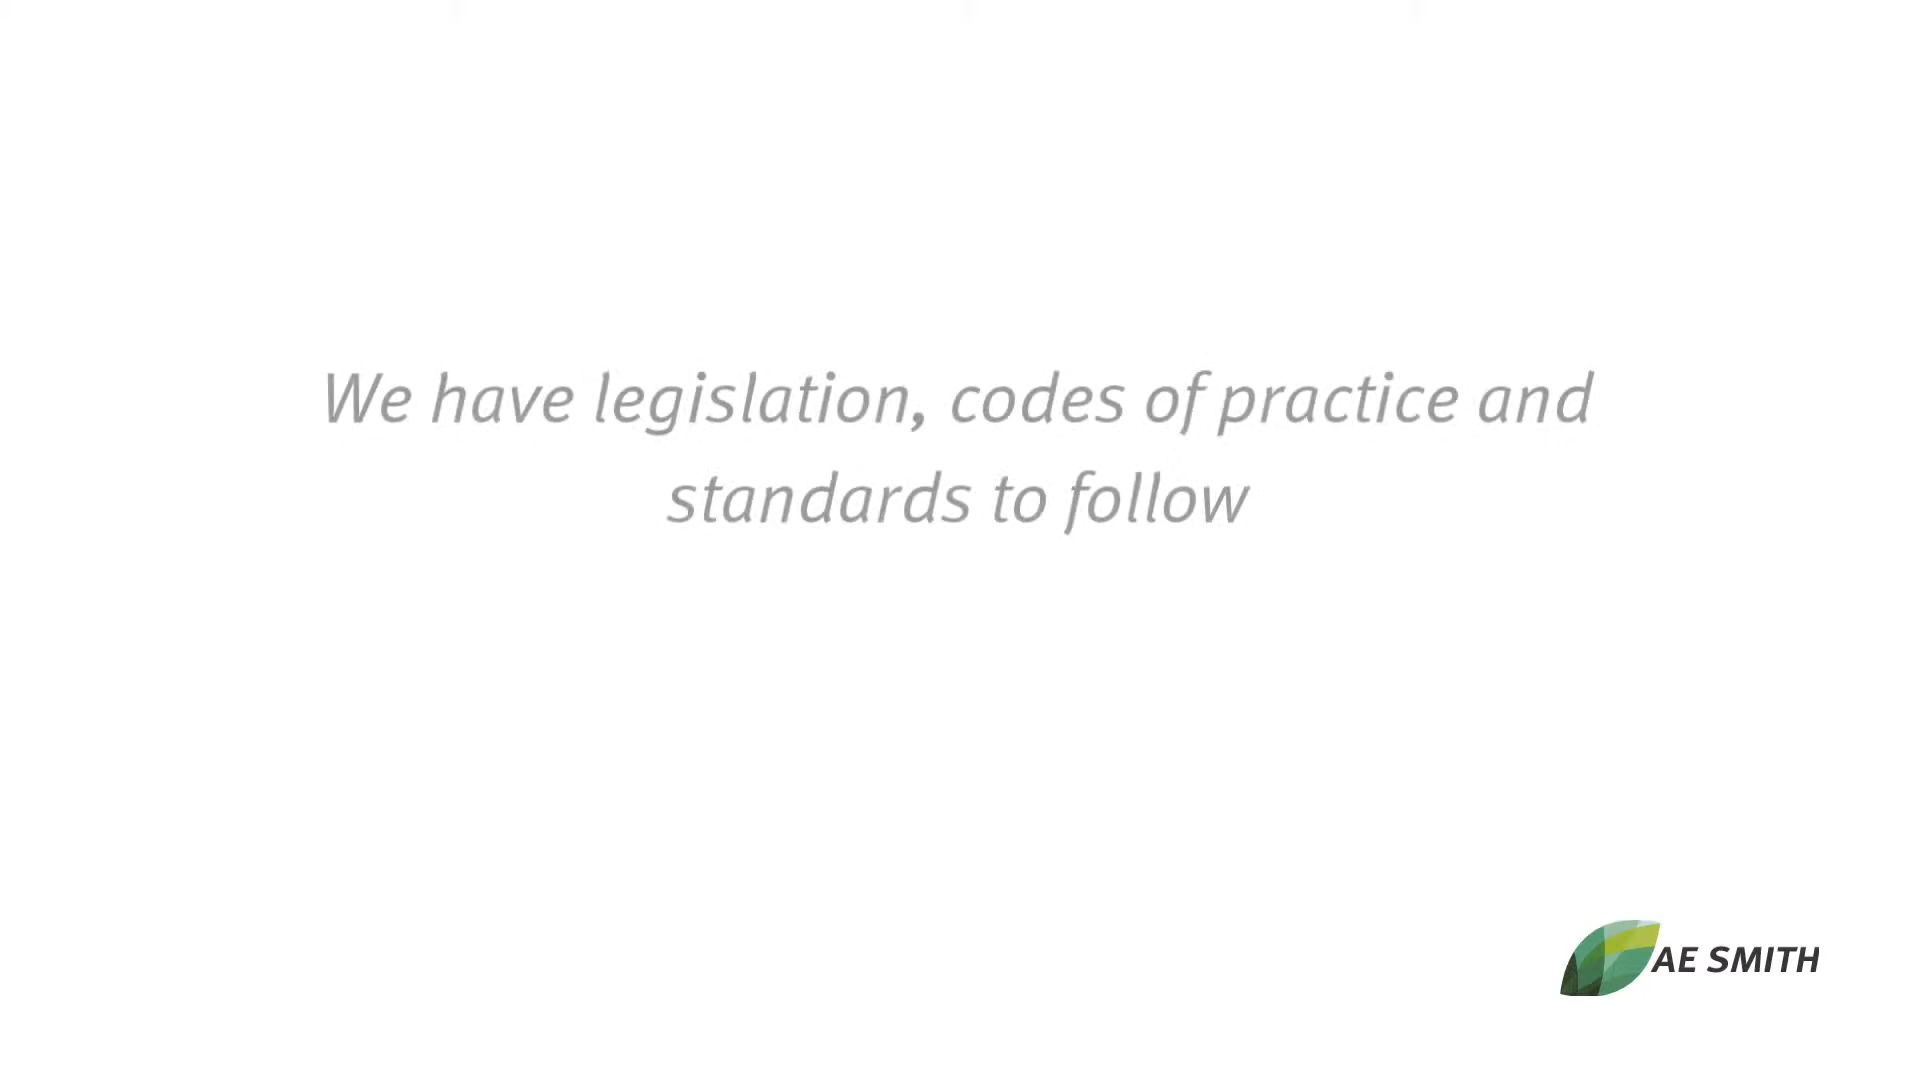 We have legislation, codes of practice and
standards to follow
AE SMITH